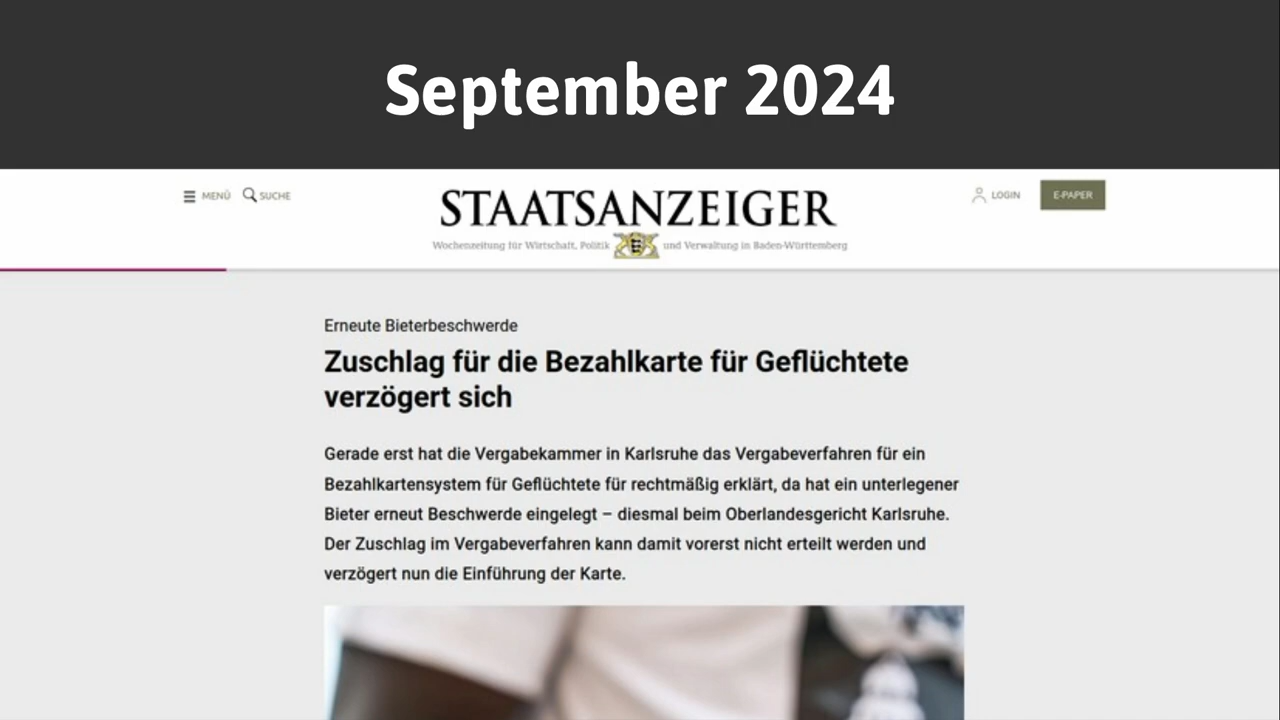 September 2024
MENÜ SUCHE
STAATSANZEIGER
LOGIN E-PAPER
Wochenzeitung für Wirtschaft, Politik und Verwaltung in Baden-Württemberg
Erneute Bieterbeschwerde
Zuschlag für die Bezahlkarte für Geflüchtete
verzögert sich
Gerade erst hat die Vergabekammer in Karlsruhe das Vergabeverfahren für ein
Bezahlkartensystem für Geflüchtete für rechtmäßig erklärt, da hat ein unterlegener
Bieter erneut Beschwerde eingelegt – diesmal beim Oberlandesgericht Karlsruhe.
Der Zuschlag im Vergabeverfahren kann damit vorerst nicht erteilt werden und
verzögert nun die Einführung der Karte.